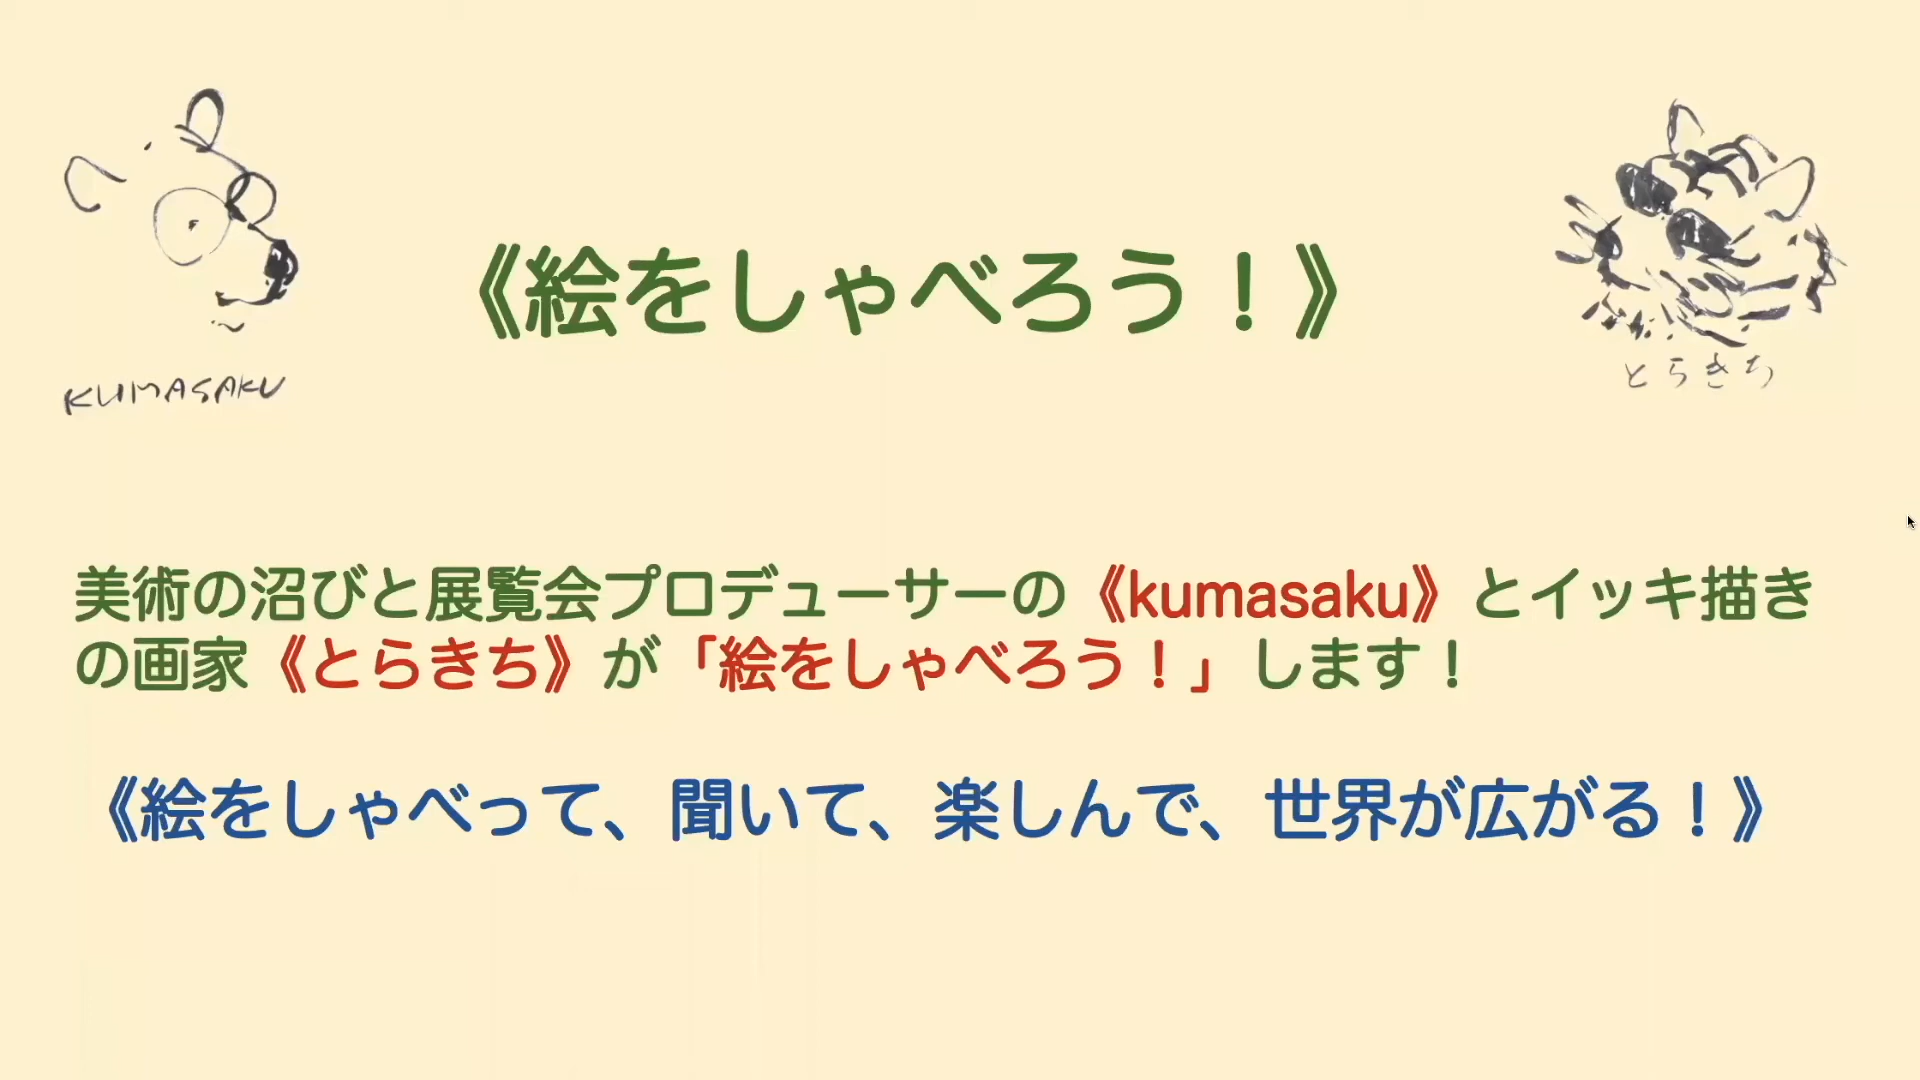 《絵をしゃべろう！》
KUMASAKU
とらきち
美術の沼びと展覧会プロデューサーの《kumasaku》とイッキ描き
の画家《とらきち》が「絵をしゃべろう！」します！
《絵をしゃべって、聞いて、楽しんで、世界が広がる！》